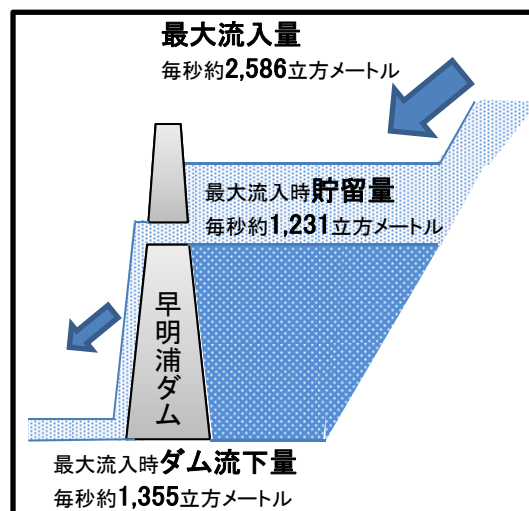 最大流入量
毎秒約2,586立方メートル
最大流入時貯留量
毎秒約1,231立方メートル
早明浦ダム
最大流入時ダム流下量
毎秒約1,355立方メートル